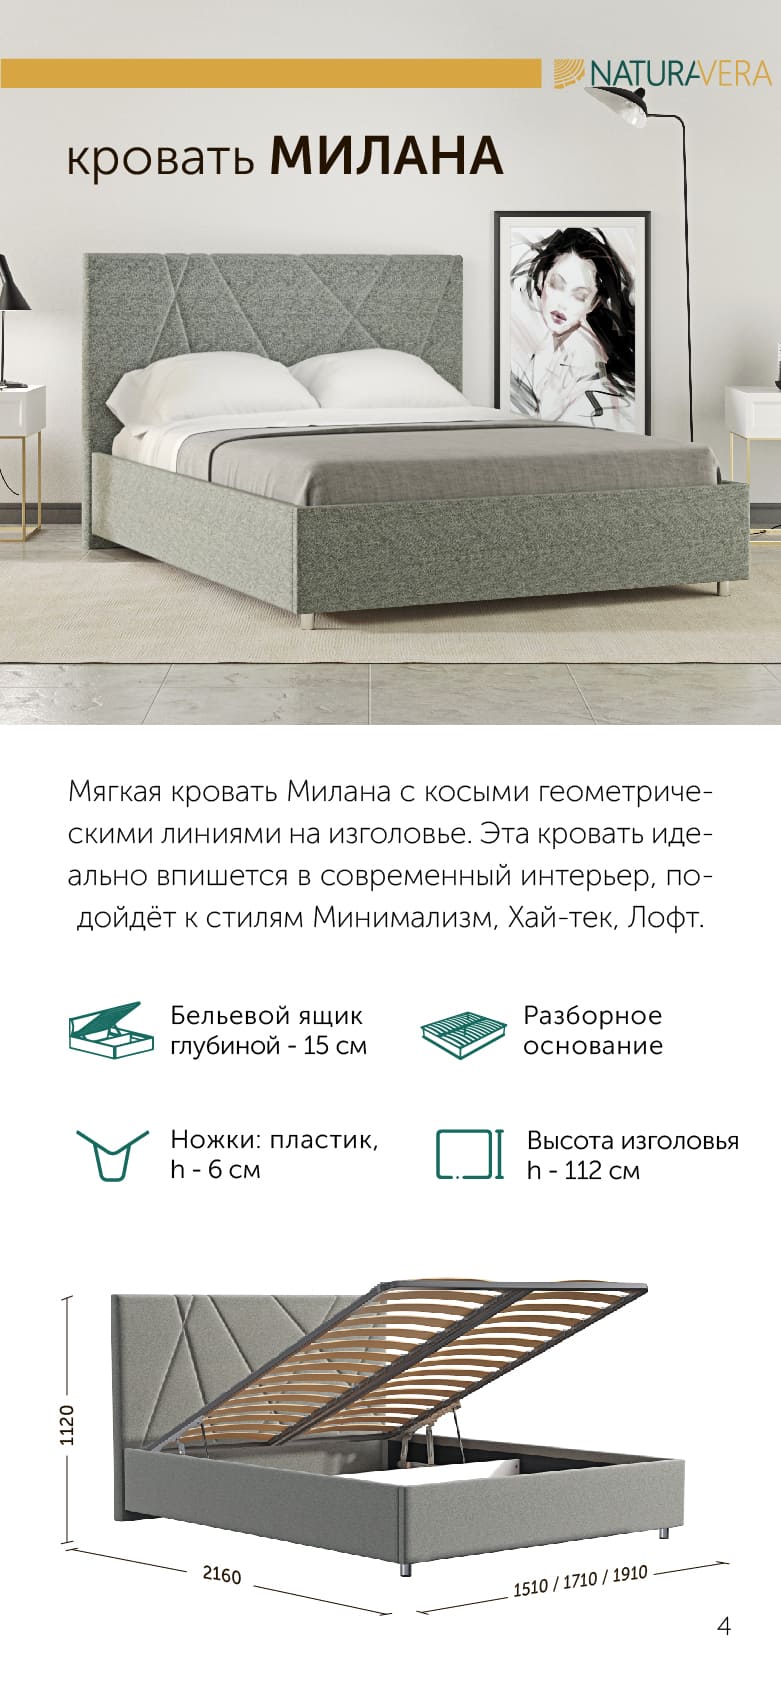 NATURAVERA
кровать МИЛАНА
Мягкая кровать Милана с косыми геометриче-
скими линиями на изголовье. Эта кровать иде-
ально впишется в современный интерьер, по-
дойдёт к стилям Минимализм, Хай-тек, Лофт.
Бельевой ящик
глубиной - 15 см
Разборное
основание
Ножки: пластик,
h - 6 см
Высота изголовья
h - 112 см
1120
2160
1510 / 1710 / 1910
4